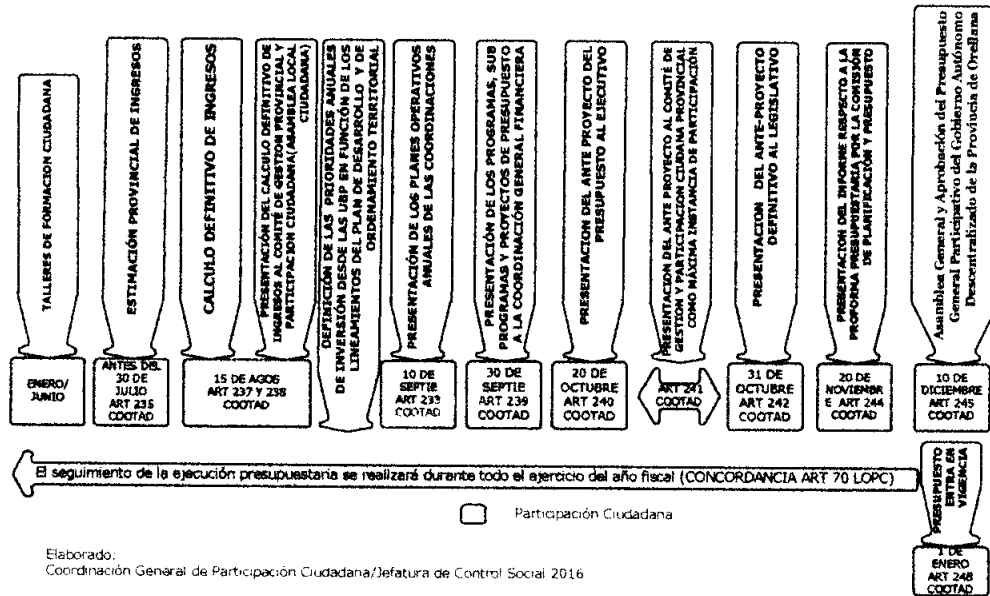 TALLERES DE FORMACION CIUDADANA
ENERO/
JUNIO
ESTIMACIÓN PROVINCIAL DE INGRESOS
ANTES DEL
30 DE
JULIO
ART 235
COOTAD
CALCULO DEFINITIVO DE INGRESOS
PRESENTACIÓN DEL CALCULO DEFINITIVO DE
INGRESOS AL COMITÉ DE GESTION PROVINCIAL Y
PARTICIPACION CIUDADANA(ASAMBLEA LOCAL
CIUDADANA)
15 DE AGOS
ART 237 Y 238
COOTAD
DEFINICIÓN DE LAS PRIORIDADES ANUALES
DE INVERSIÓN DESDE LAS UBP EN FUNCIÓN DE LOS
LINEAMIENTOS DEL PLAN DE DESARROLLO Y DE
ORDENAMIENTO TERRITORIAL
PRESENTACIÓN DE LOS PLANES OPERATIVOS
ANUALES DE LAS COORDINACIONES
10 DE
SEPTIE
ART 233
COOTAD
PRESENTACIÓN DE LOS PROGRAMAS, SUB
PROGRAMAS Y PROYECTOS DE PRESUPUESTO
A LA COORDINACIÓN GENERAL FINANCIERA
30 DE
SEPTIE
ART 239
COOTAD
PRESENTACION DEL ANTE PROYECTO DEL
PRESUPUESTO AL EJECUTIVO
20 DE
OCTUBRE
ART 240
COOTAD
PRESENTACION DEL ANTE PROYECTO AL COMITÉ DE
GESTION Y PARTICIPACION CIUDANA PROVINCIAL
COMO MÁXIMA INSTANCIA DE PARTICIPACIÓN
ART 241
COOTAD
PRESENTACION DEL ANTE-PROYECTO
DEFINITIVO AL LEGISLATIVO
31 DE
OCTUBRE
ART 242
COOTAD
PRESENTACION DEL INFORME RESPECTO A LA
PROFORMA PRESUPUESTARIA POR LA COMISIÓN
DE PLANIFICACIÓN Y PRESUPUESTO
20 DE
NOVIEMBR
E ART 244
COOTAD
Asamblea General y Aprobación del Presupuesto
General Participativo del Gobierno Autónomo
Descentralizado de la Provincia de Orellana
10 DE
DICIEMBRE
ART 245
COOTAD
El seguimiento de la ejecución presupuestaria se realizará durante todo el ejercicio del año fiscal (CONCORDANCIA ART 70 LOPC)
PRESUPUESTO
ENTRA EN
VIGENCIA
1 DE
ENERO
ART 248
COOTAD
Participación Ciudadana
Elaborado:
Coordinación General de Participación Ciudadana/Jefatura de Control Social 2016